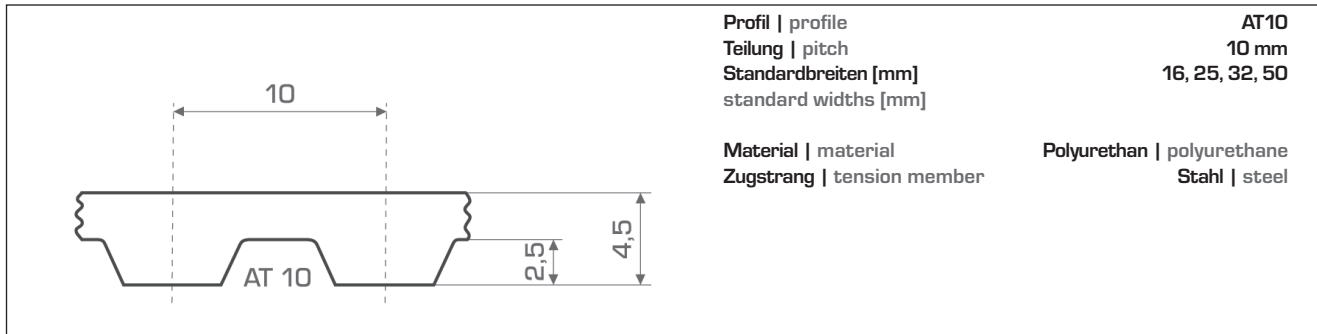 Profil | profile AT10
Teilung | pitch 10 mm
Standardbreiten [mm] 16, 25, 32, 50
standard widths [mm]
Material | material Polyurethan | polyurethane
Zugstrang | tension member Stahl | steel
10
2,5
4,5
AT 10